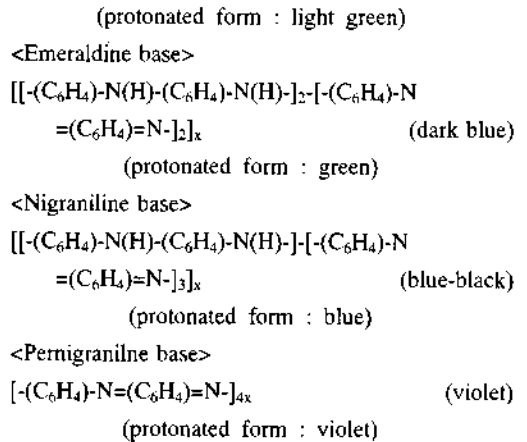 (protonated form : light green)
<Emeraldine base>
[[-(C₆H₄)-N(H)-(C₆H₄)-N(H)-]₂-[-(C₆H₄)-N
=(C₆H₄)=N-]₂]ₓ (dark blue)
(protonated form : green)
<Nigraniline base>
[[-(C₆H₄)-N(H)-(C₆H₄)-N(H)-]-[-(C₆H₄)-N
=(C₆H₄)=N-]₃]ₓ (blue-black)
(protonated form : blue)
<Pernigranilne base>
[-(C₆H₄)-N=(C₆H₄)=N-]₄ₓ (violet)
(protonated form : violet)